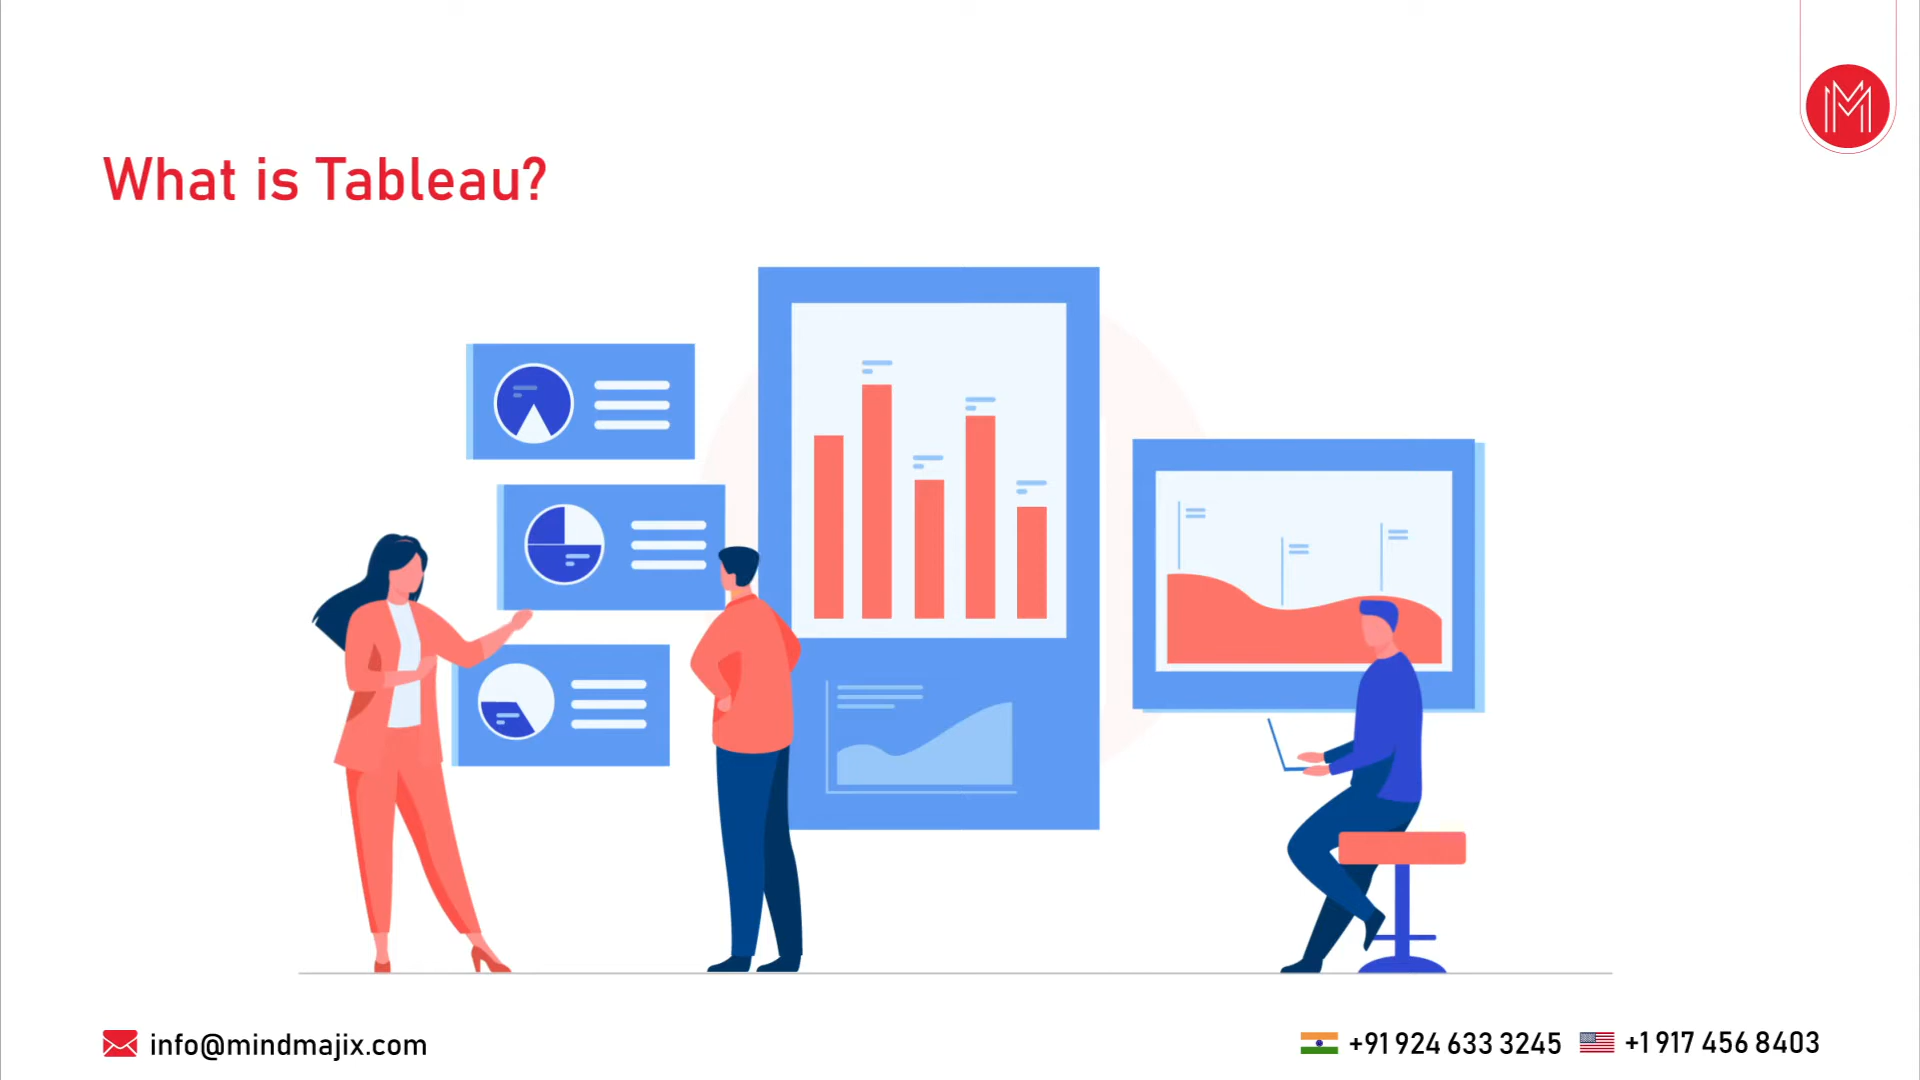 M
What is Tableau?
info@mindmajix.com
+91 924 633 3245
+1 917 456 8403